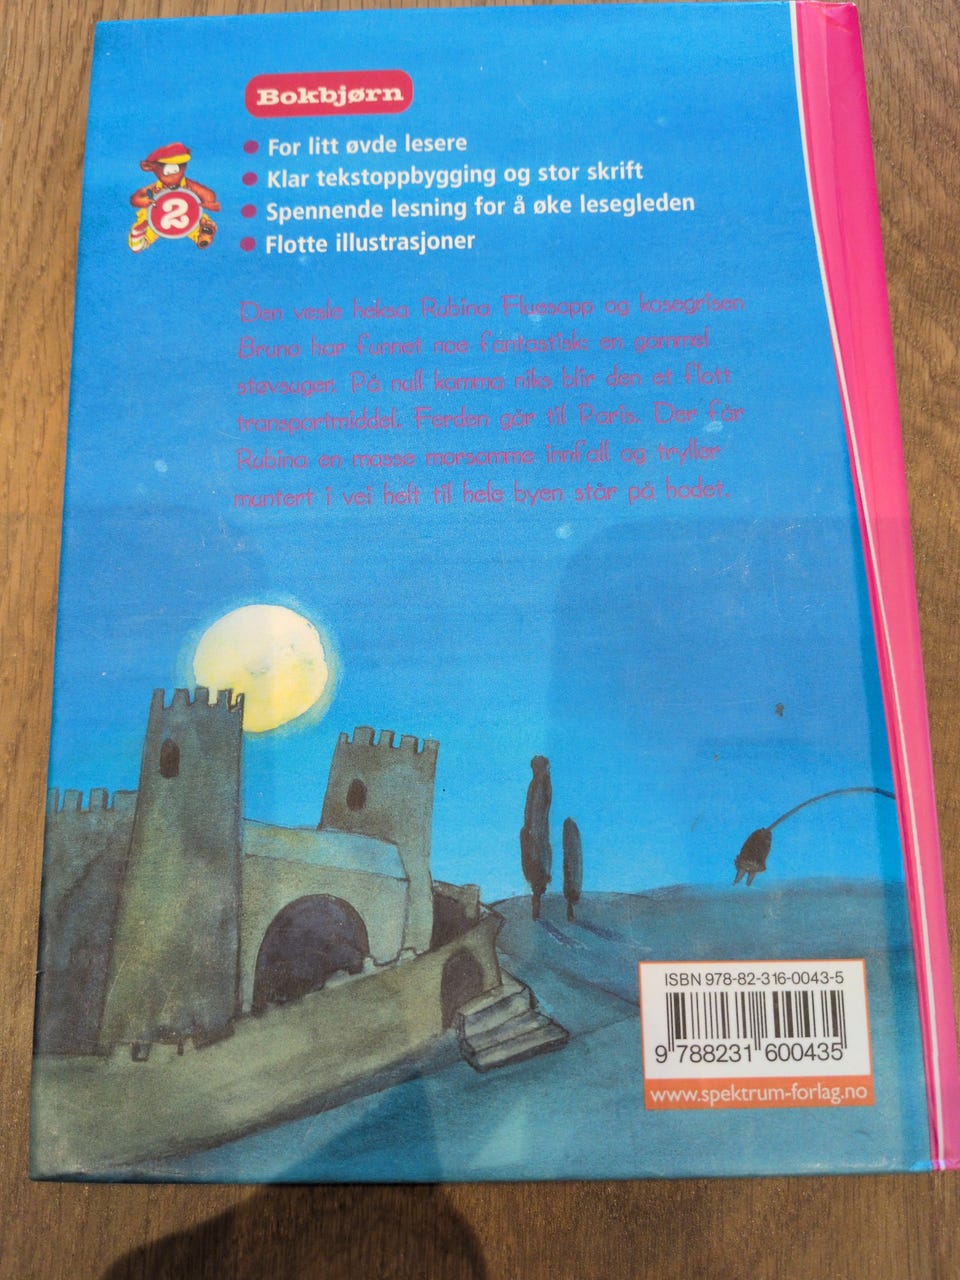 Bokbjørn
For litt øvde lesere
Klar tekstoppbygging og stor skrift
Spennende lesning for å øke lesegleden
Flotte illustrasjoner
2
Den vesle heksa Rubina Fluesopp og kosegrisen
Bruno har funnet noe fantastisk: en gammel
støvsuger. På null komma niks blir den et flott
transportmiddel. Ferden går til Paris. Der får
Rubina en masse morsomme innfall og tryller
muntert i vei helt til hele byen står på hodet.
ISBN 978-82-316-0043-5
9 788231 600435
www.spektrum-forlag.no